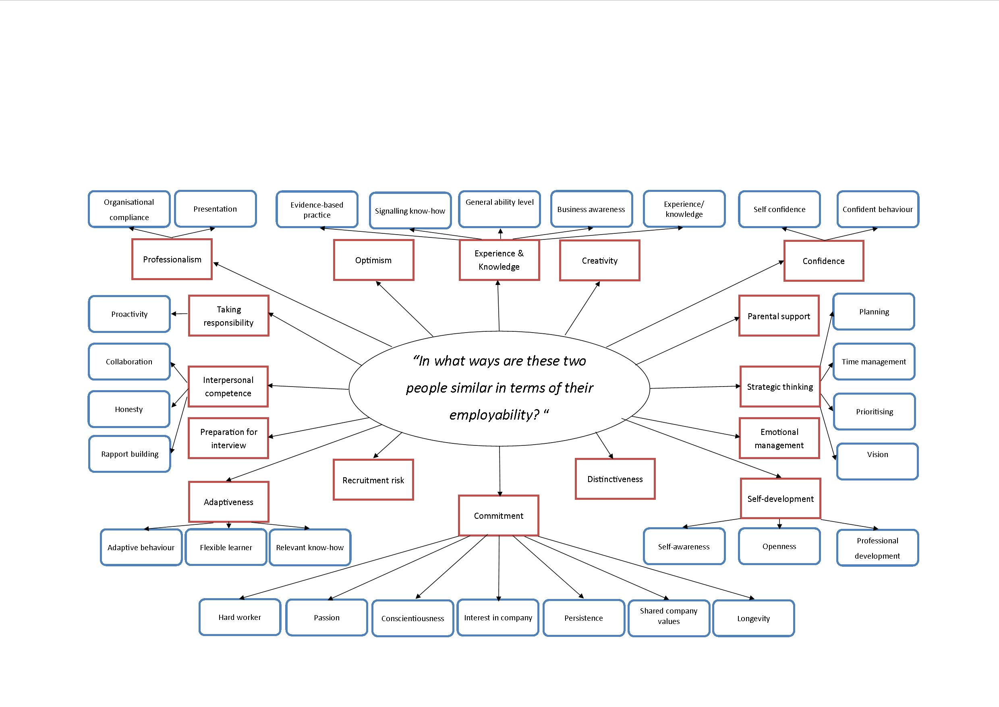 Organisational
compliance
Presentation
Evidence-based
practice
Signalling know-how
General ability level
Business awareness
Experience/
knowledge
Self confidence
Confident behaviour
Professionalism
Optimism
Experience &
Knowledge
Creativity
Confidence
Proactivity
Taking
responsibility
Parental support
Planning
Collaboration
Interpersonal
competence
Honesty
Rapport building
Preparation for
interview
“In what ways are these two
people similar in terms of their
employability? “
Strategic thinking
Time management
Prioritising
Vision
Emotional
management
Adaptiveness
Recruitment risk
Commitment
Distinctiveness
Self-development
Adaptive behaviour
Flexible learner
Relevant know-how
Self-awareness
Openness
Professional
development
Hard worker
Passion
Conscientiousness
Interest in company
Persistence
Shared company
values
Longevity